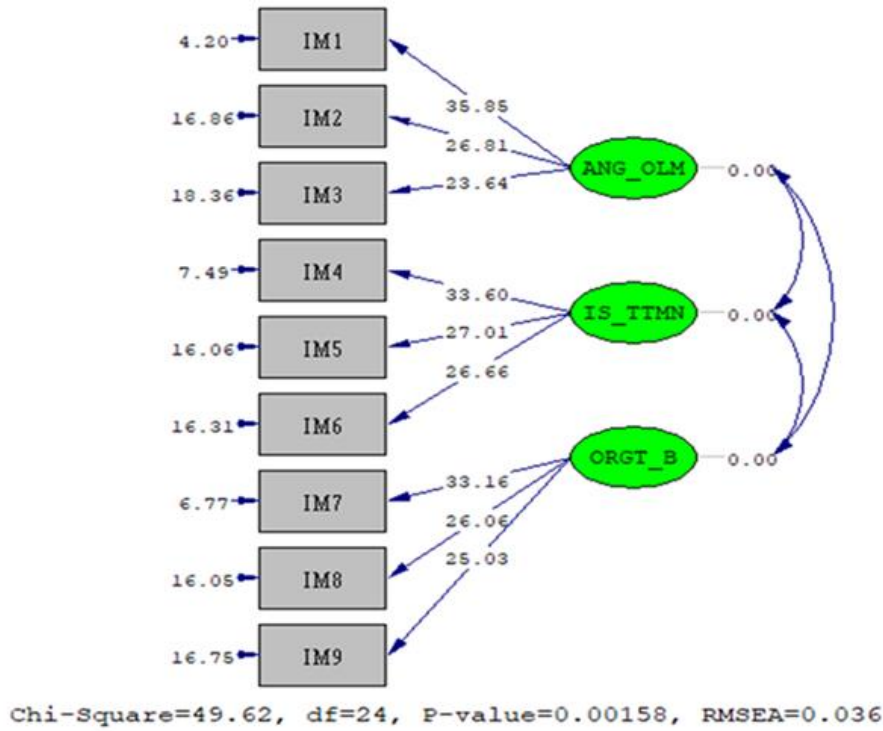 4.20 IM1
35.85
16.86 IM2
26.81
ANG_OLM 0.00
18.36 IM3
23.64
7.49 IM4
33.60
IS_TTMN 0.00
27.01
16.06 IM5
26.66
16.31 IM6
ORGT_B 0.00
6.77 IM7
33.16
26.06
25.03
16.05 IM8
16.75 IM9
Chi-Square=49.62, df=24, P-value=0.00158, RMSEA=0.036